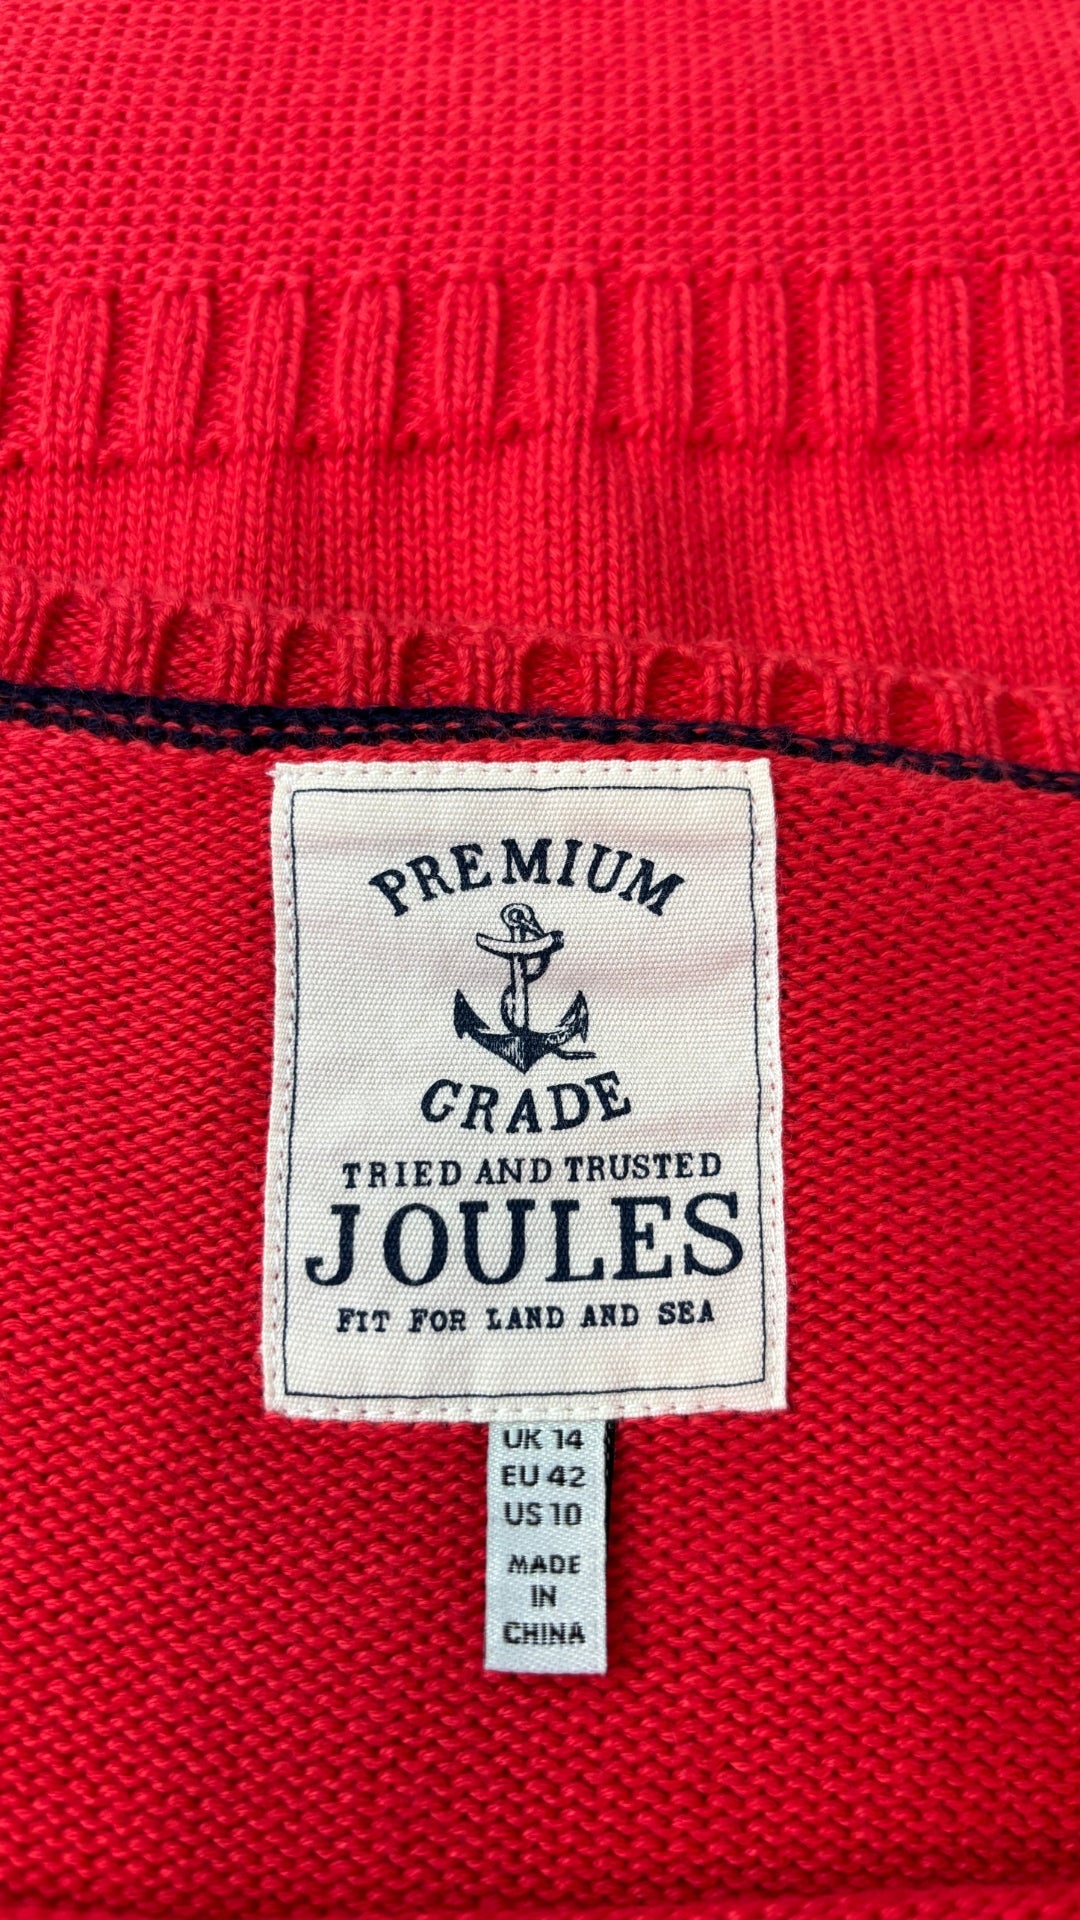 PREMIUM
GRADE
TRIED AND TRUSTED
JOULES
FIT FOR LAND AND SEA
UK 14
EU 42
US 10
MADE
IN
CHINA